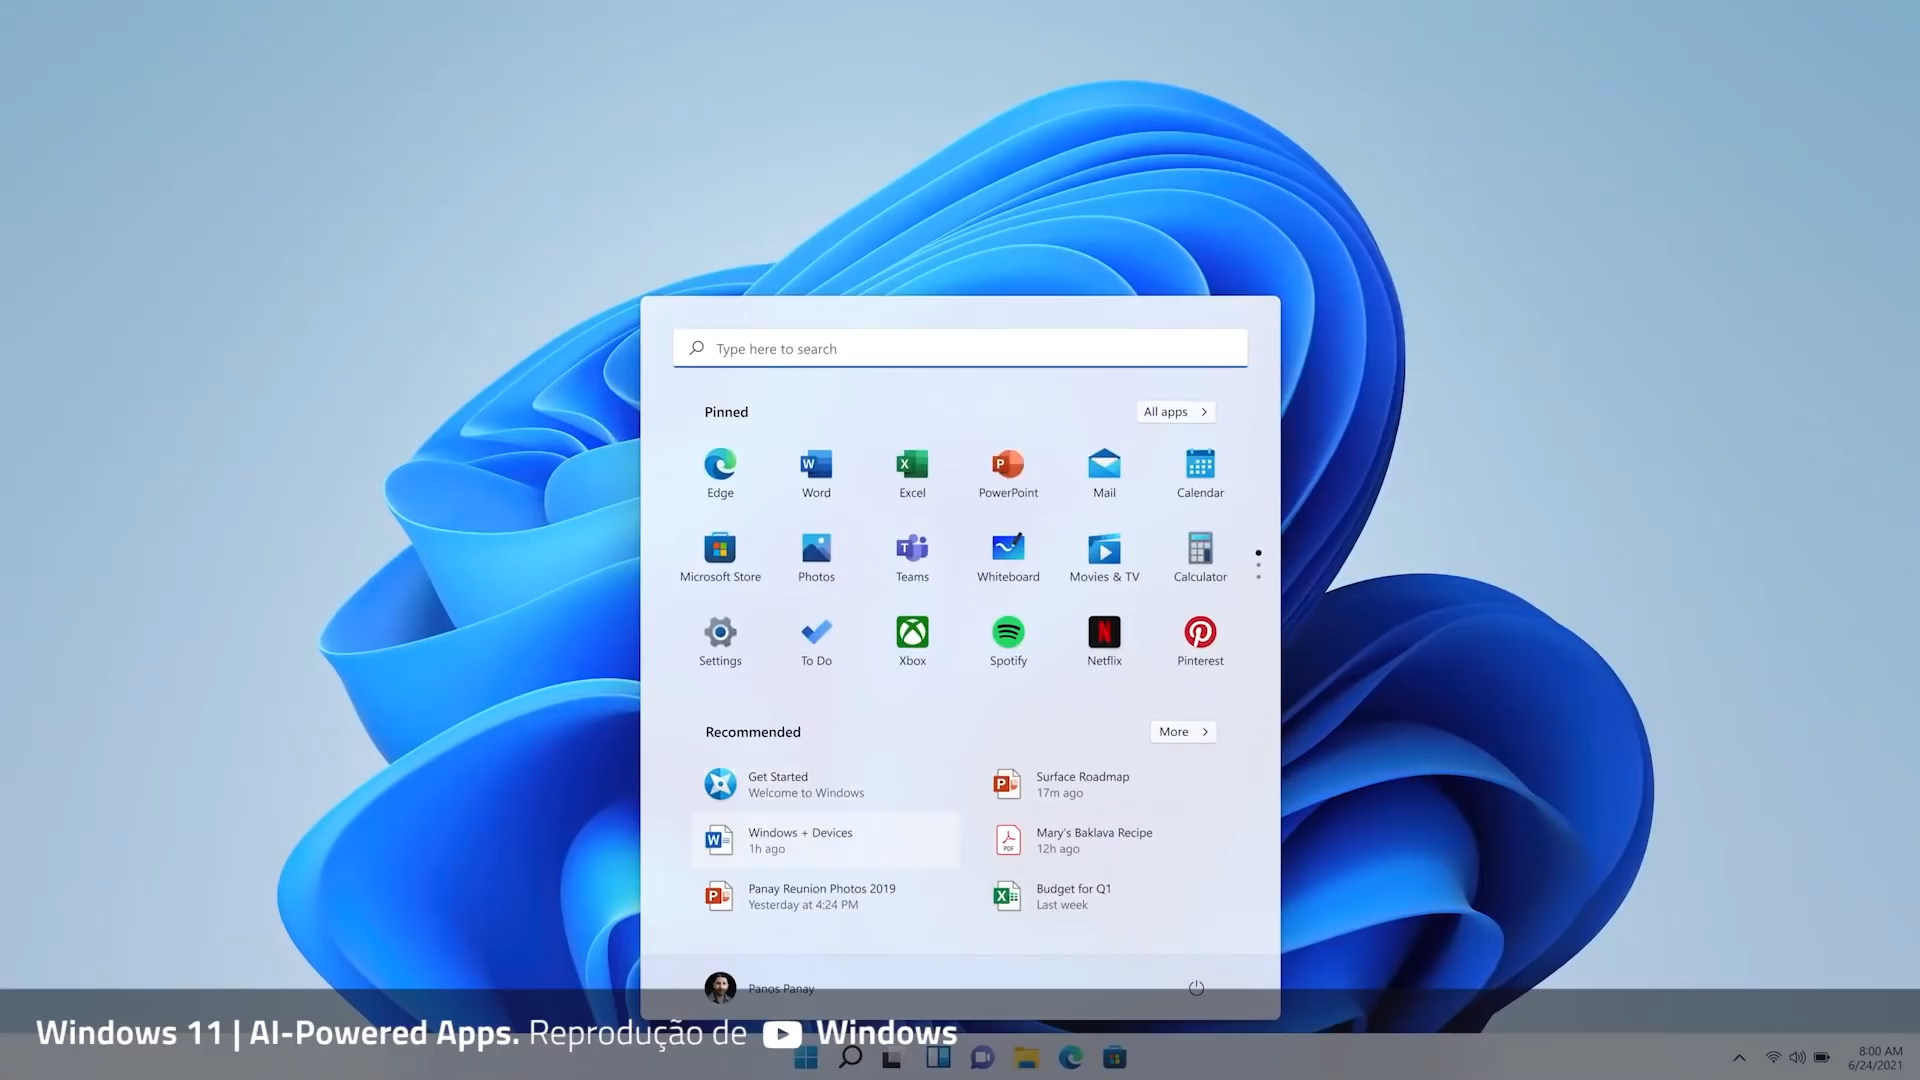 Type here to search
Pinned
All apps
Edge
Word
Excel
PowerPoint
Mail
Calendar
Microsoft Store
Photos
Teams
Whiteboard
Movies & TV
Calculator
Settings
To Do
Xbox
Spotify
Netflix
Pinterest
Recommended
More
Get Started
Welcome to Windows
Surface Roadmap
17m ago
Windows + Devices
1h ago
Mary's Baklava Recipe
12h ago
Panay Reunion Photos 2019
Yesterday at 4:24 PM
Budget for Q1
Last week
Panos Panay
Windows 11 | AI-Powered Apps. Reprodução de Windows
8:00 AM
6/24/2021